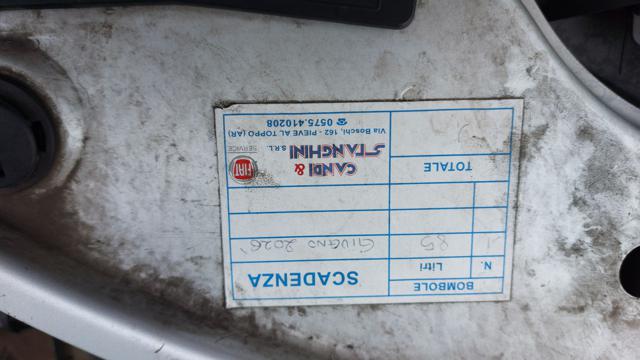 BOMBOLE
N. Litri SCADENZA
1 85 GIUGNO 2026
TOTALE
CANDI &
STANGHINI
S.R.L.
FIAT SERVICE
Via Boschi, 162 - PIEVE AL TOPPO (AR)
☎ 0575.410208